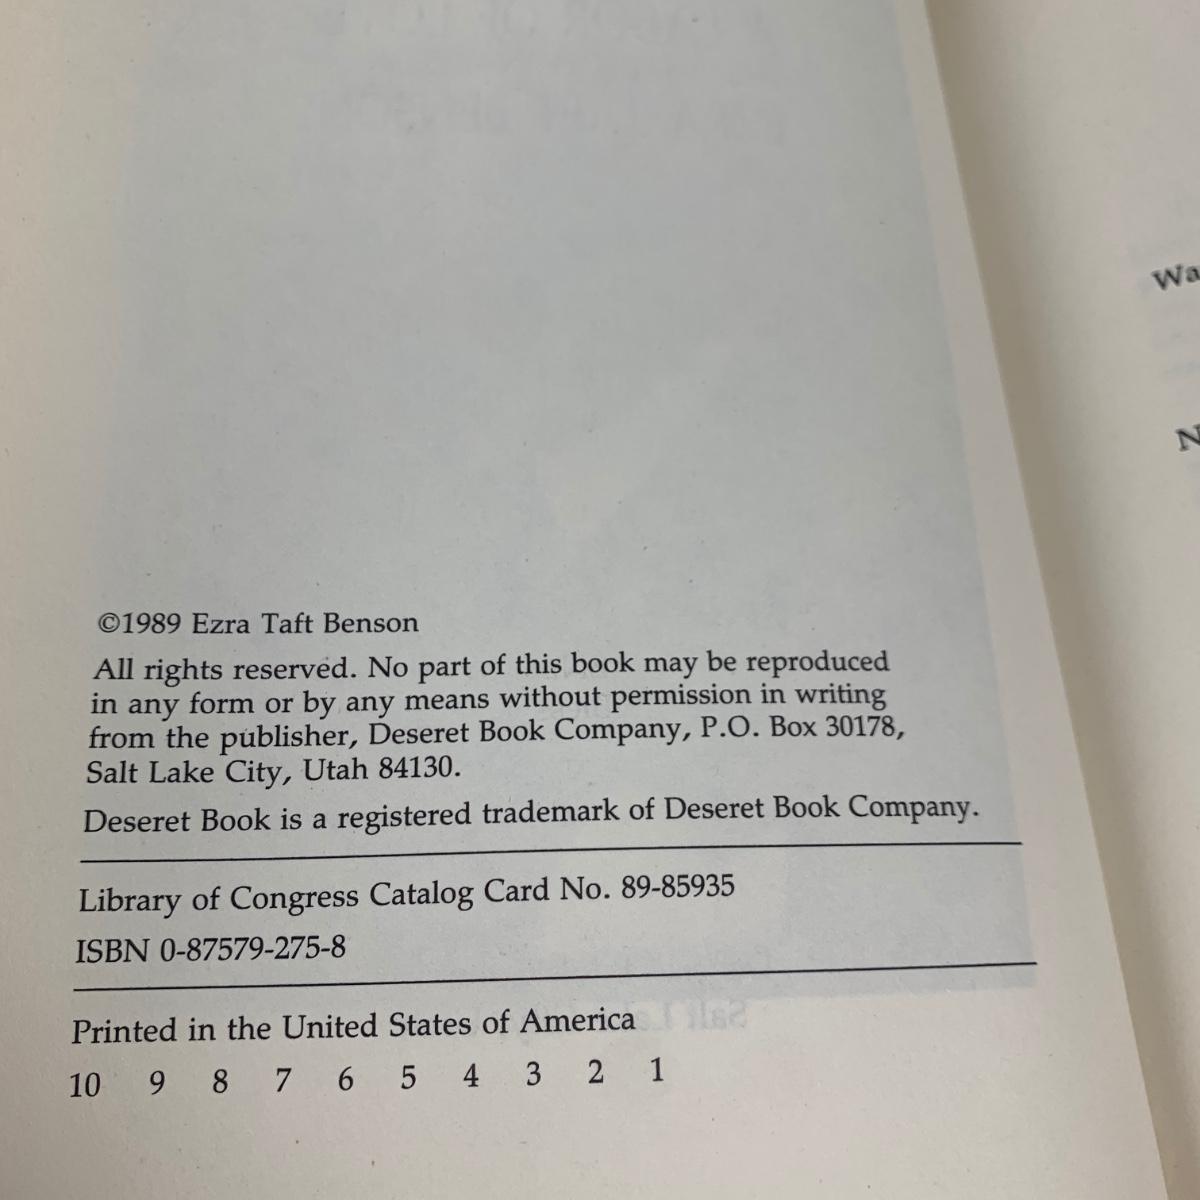 ©1989 Ezra Taft Benson
All rights reserved. No part of this book may be reproduced
in any form or by any means without permission in writing
from the publisher, Deseret Book Company, P.O. Box 30178,
Salt Lake City, Utah 84130.
Deseret Book is a registered trademark of Deseret Book Company.
Library of Congress Catalog Card No. 89-85935
ISBN 0-87579-275-8
Printed in the United States of America
10 9 8 7 6 5 4 3 2 1
Wa
N